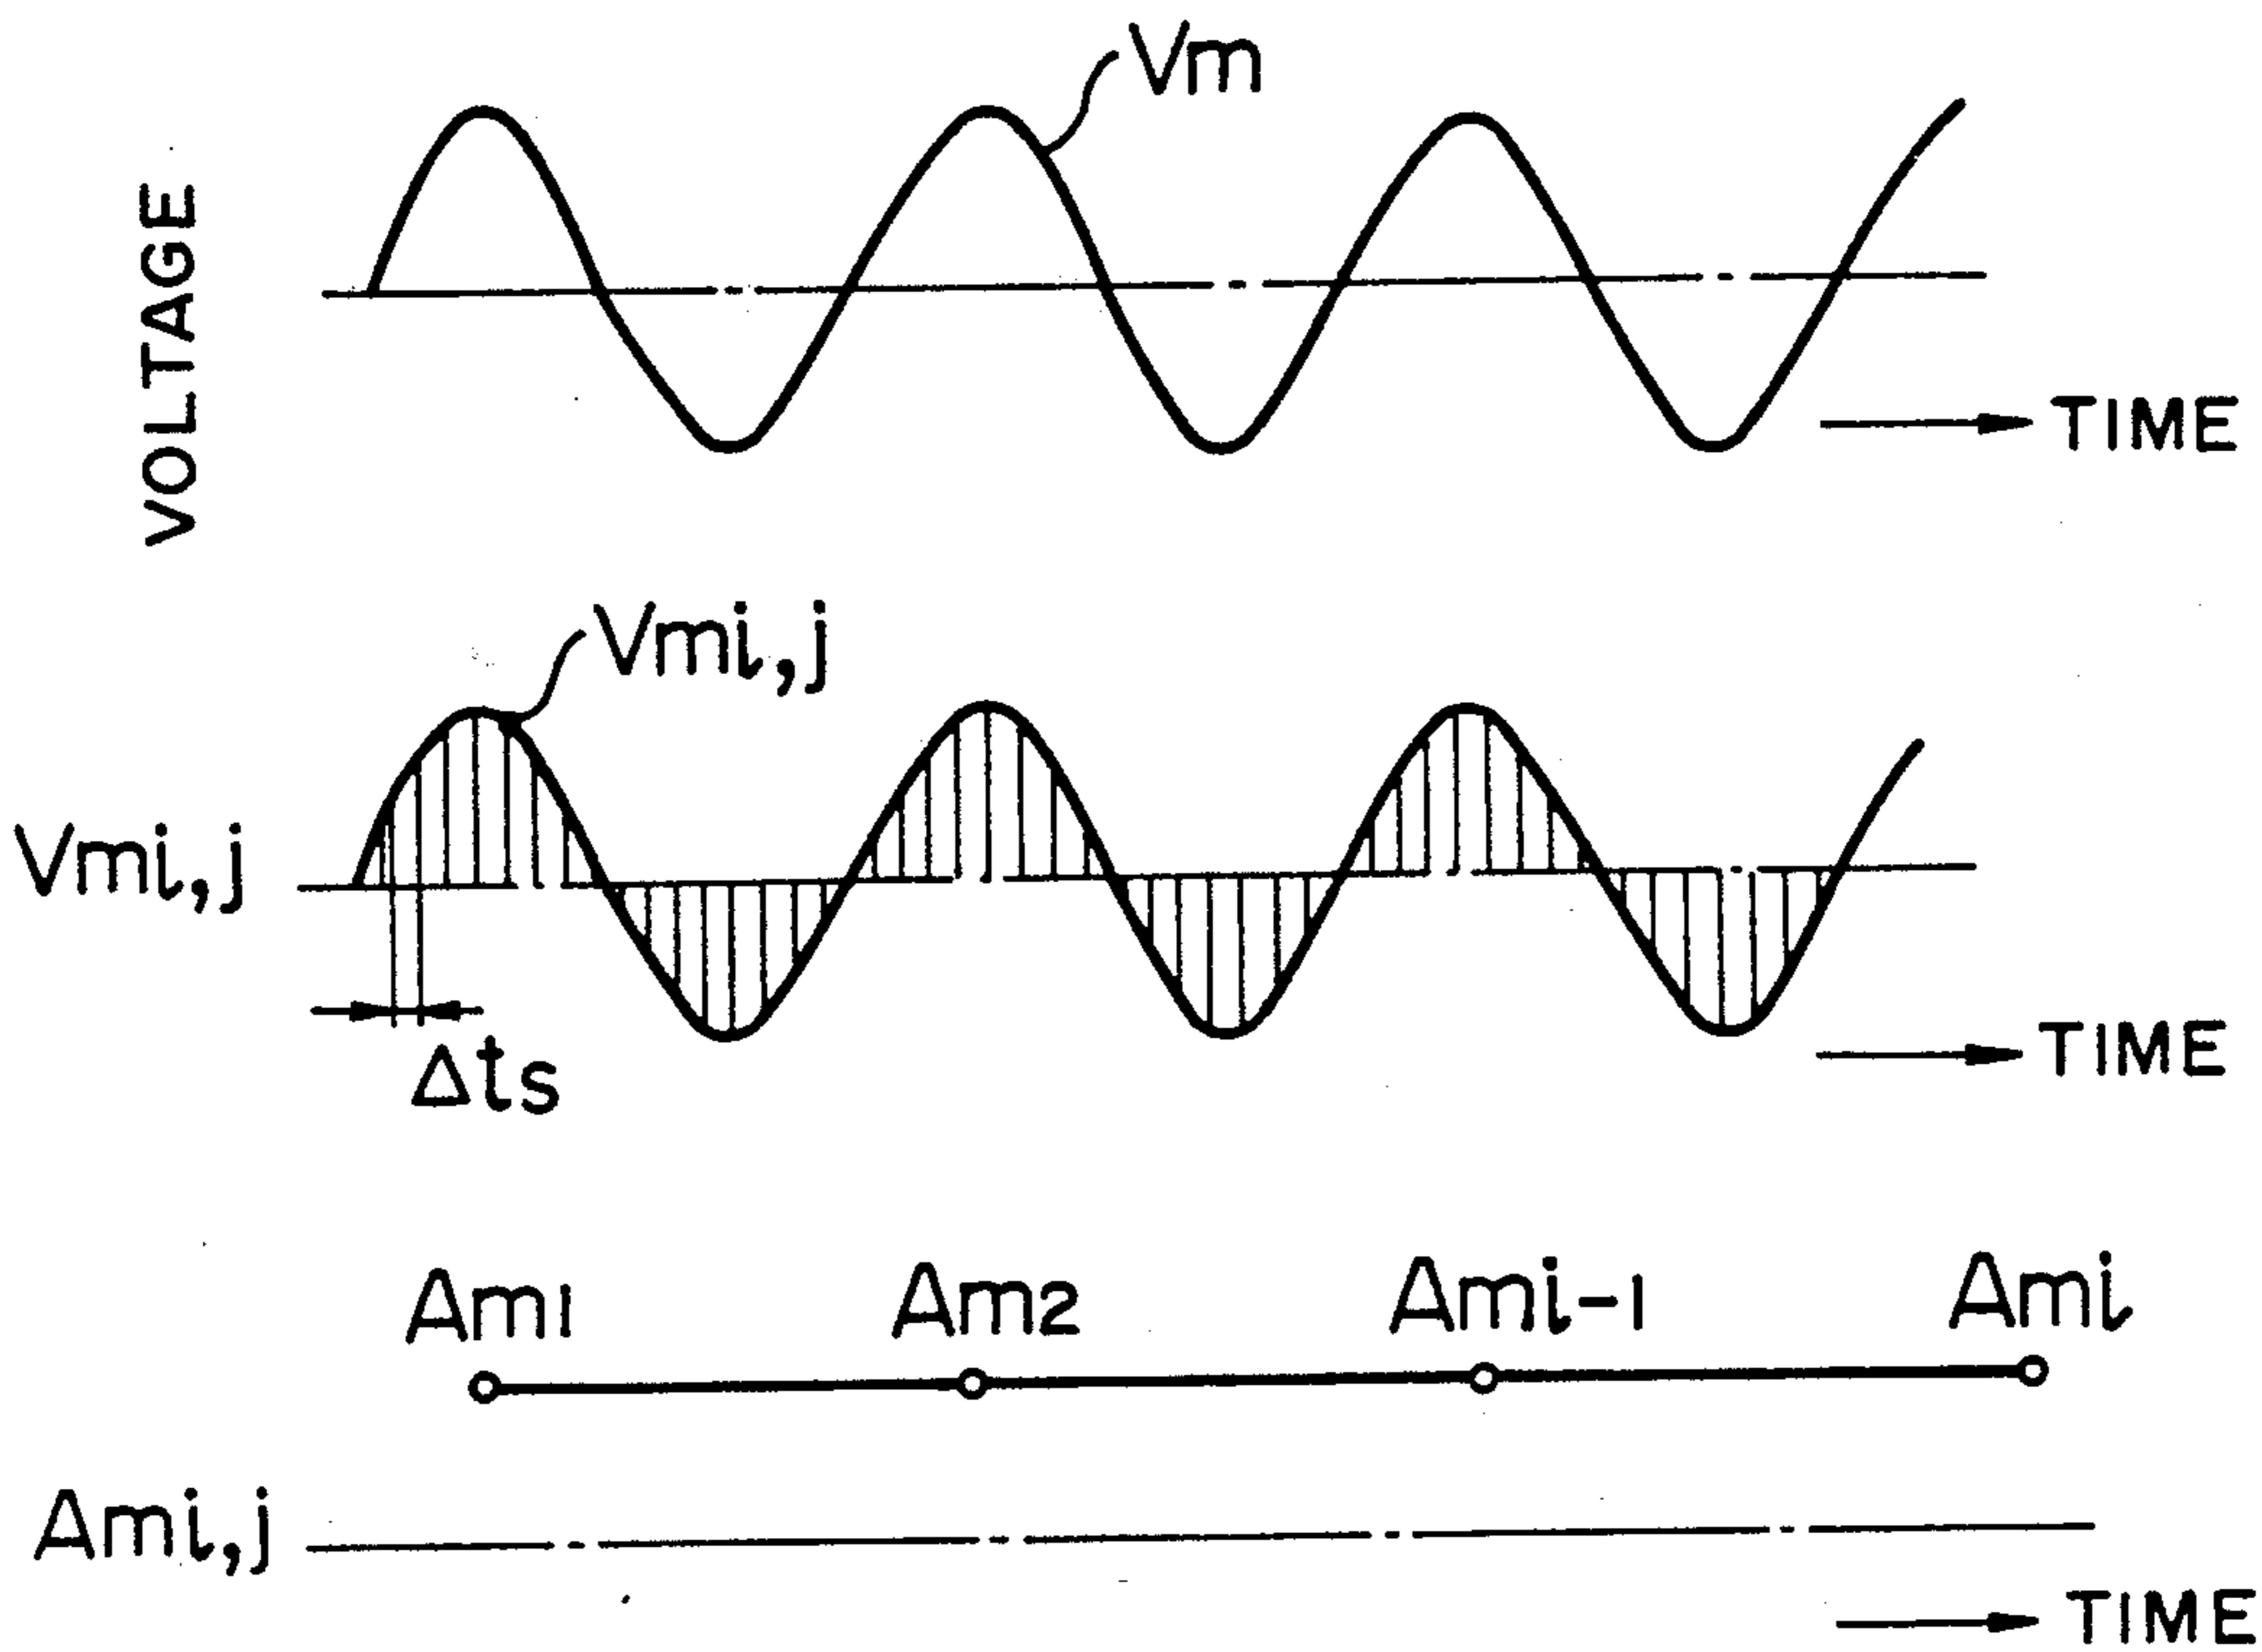 Vm
VOLTAGE
TIME
Vmi,j
Vmi,j
Δts
TIME
Am1
Am2
Ami-1
Ami
Ami,j
TIME